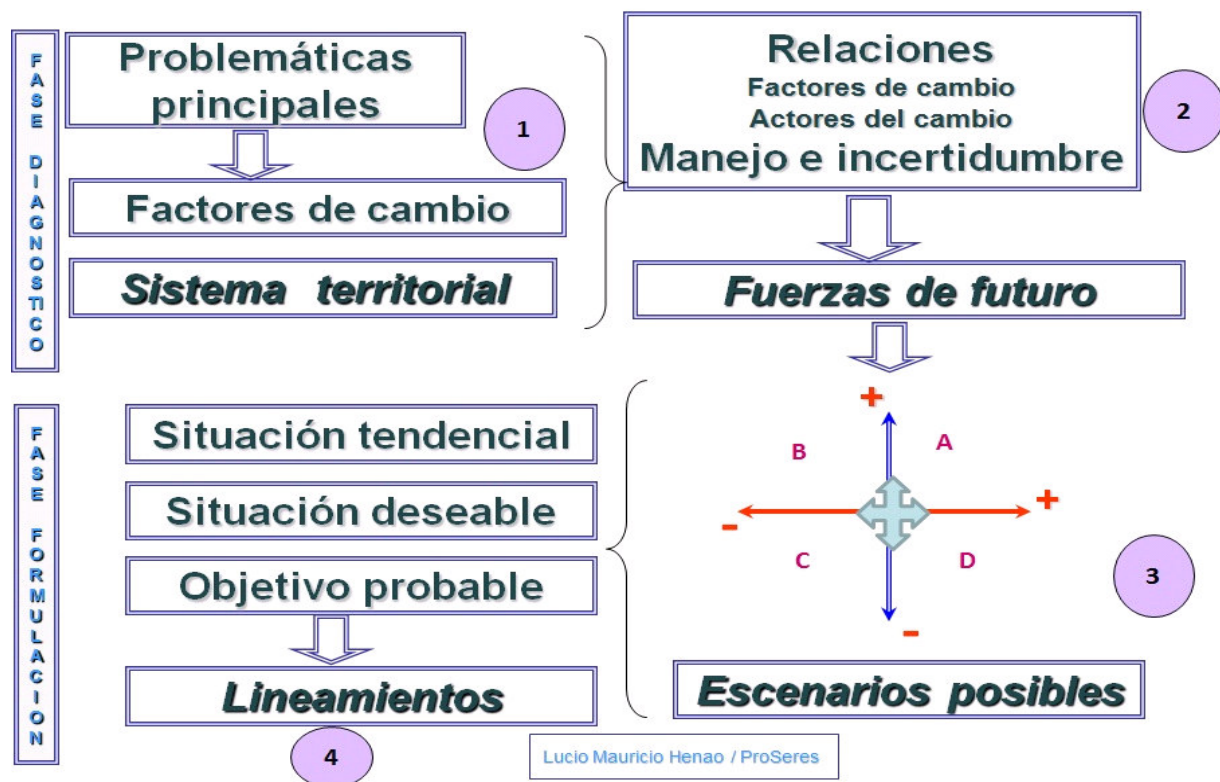 FASE DIAGNOSTICO
Problemáticas
principales
1
Factores de cambio
Sistema territorial
Relaciones
Factores de cambio
Actores del cambio
Manejo e incertidumbre
2
Fuerzas de futuro
FASE FORMULACION
Situación tendencial
Situación deseable
Objetivo probable
Lineamientos
4
+
B
A
-
+
C
D
-
3
Escenarios posibles
Lucio Mauricio Henao / ProSeres